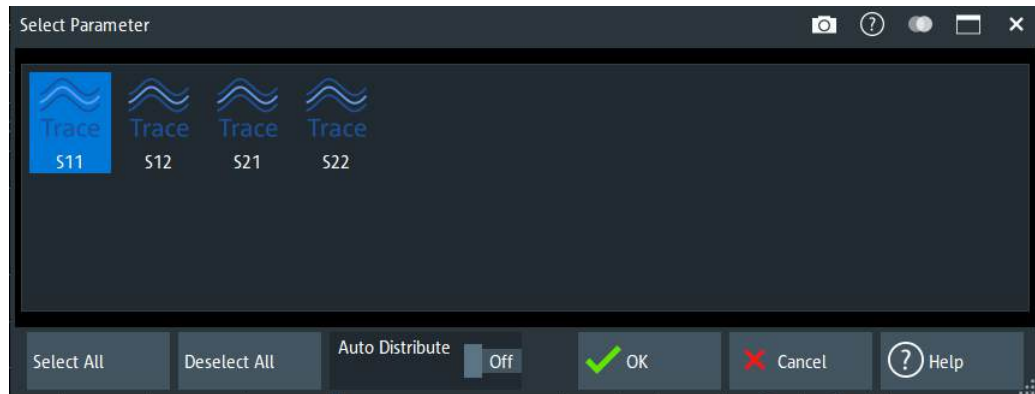 Select Parameter
Trace Trace Trace Trace
S11 S12 S21 S22
Select All Deselect All Auto Distribute Off OK Cancel ? Help